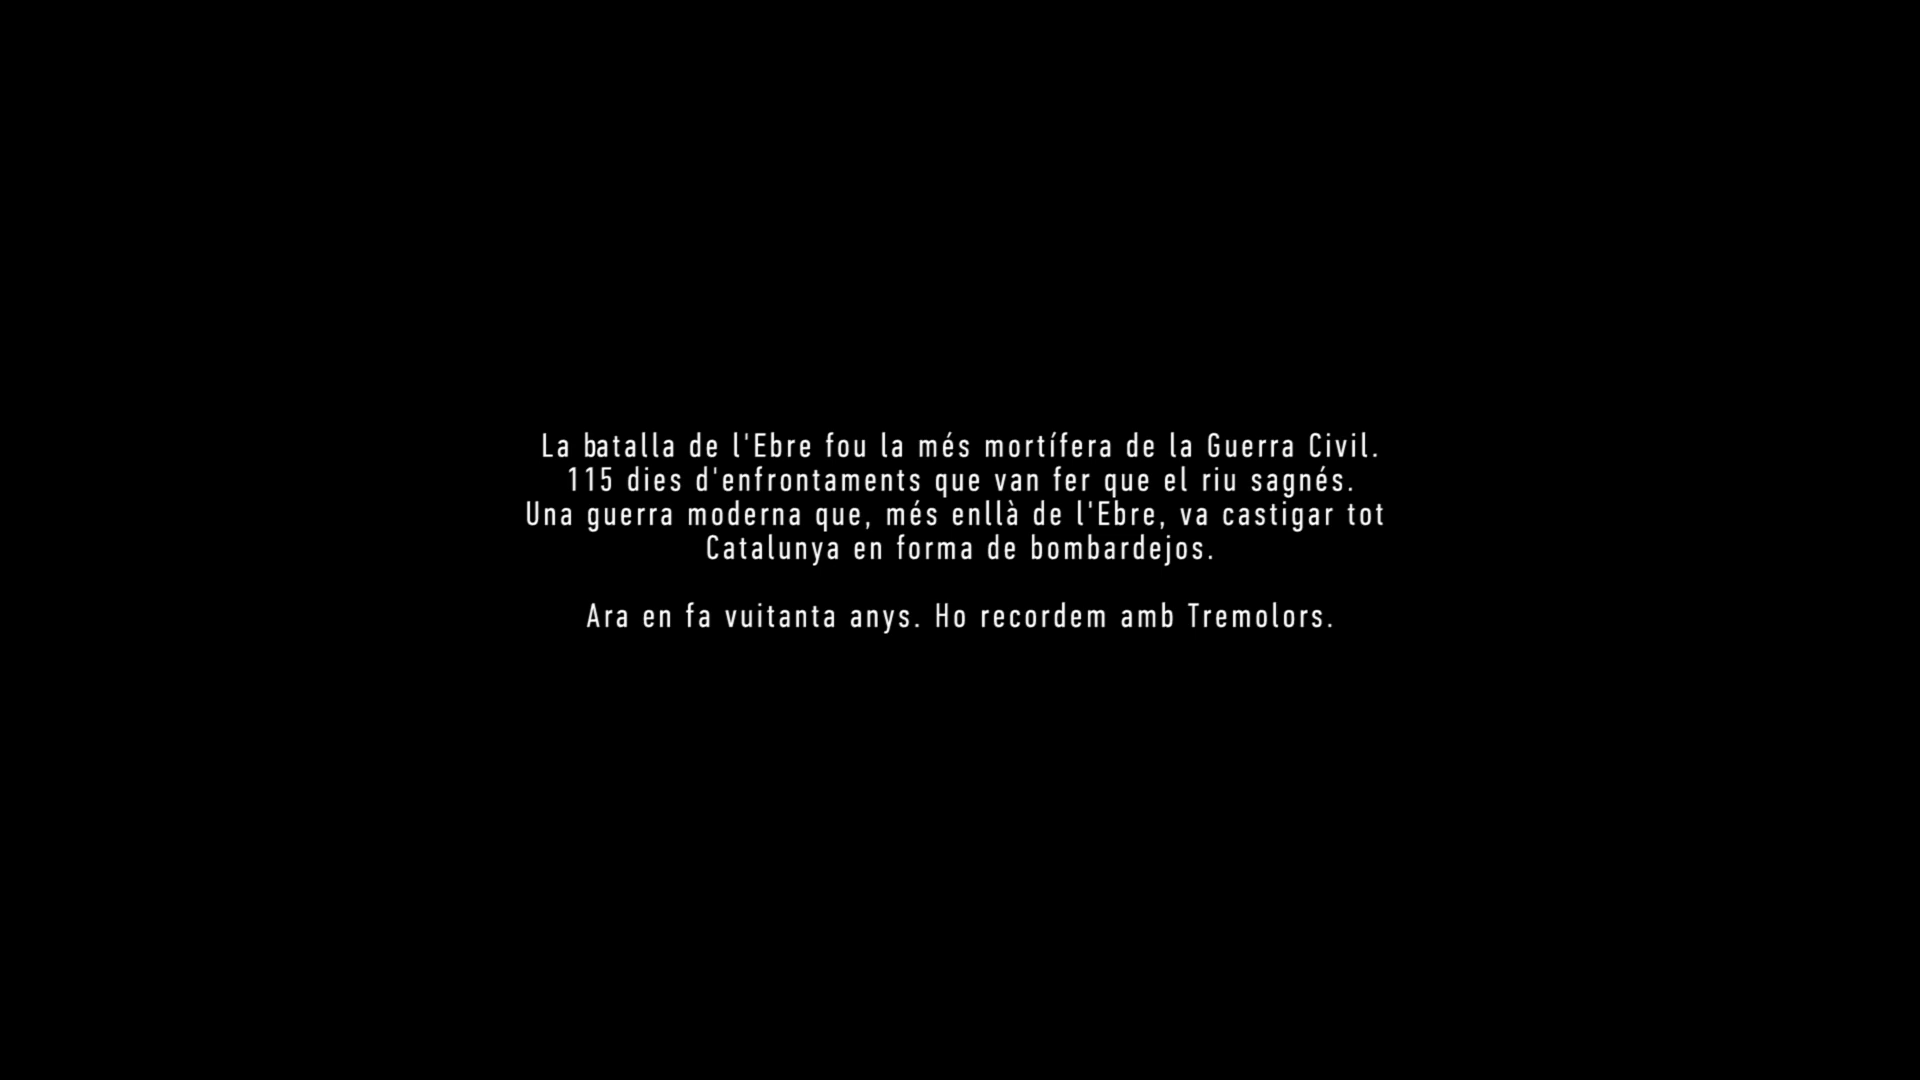 La batalla de l'Ebre fou la més mortífera de la Guerra Civil.
115 dies d'enfrontaments que van fer que el riu sagnés.
Una guerra moderna que, més enllà de l'Ebre, va castigar tot
Catalunya en forma de bombardejos.
Ara en fa vuitanta anys. Ho recordem amb Tremolors.